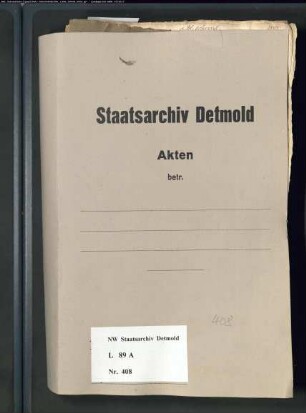 Staatsarchiv Detmold
Akten
betr.
408
NW Staatsarchiv Detmold
L 89 A
Nr. 408